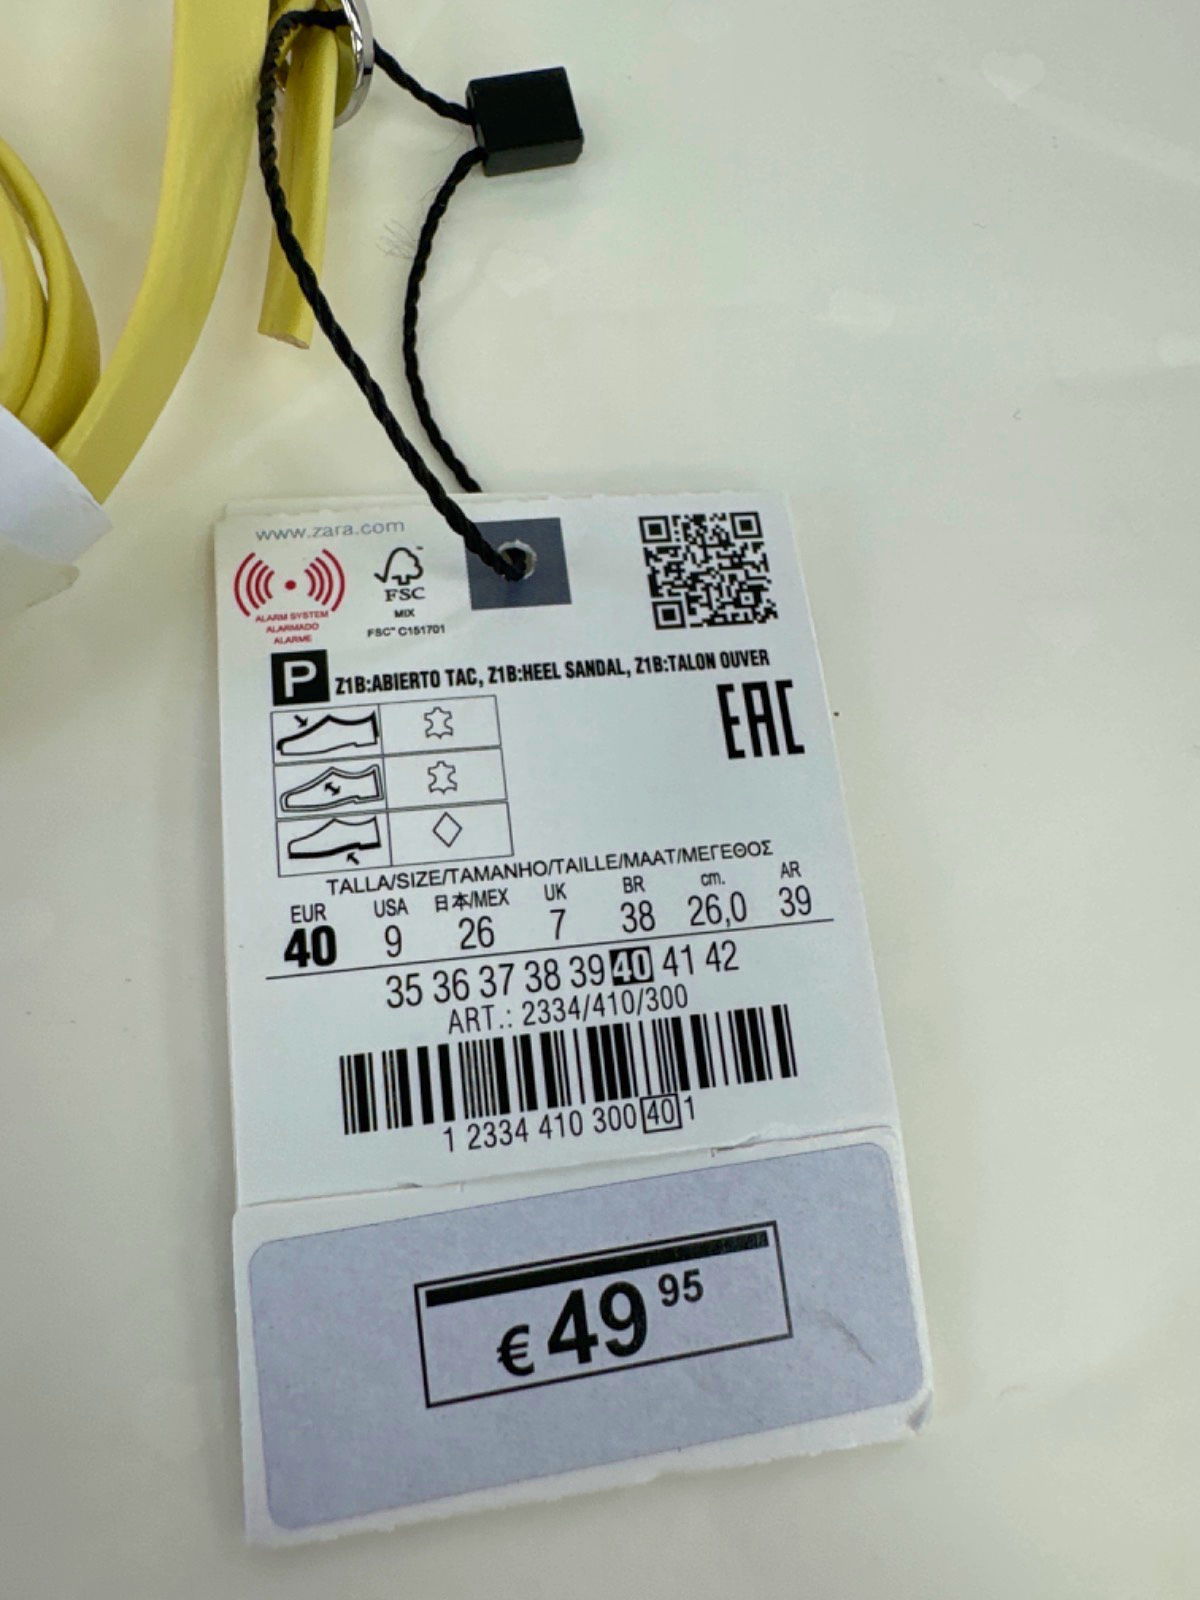 www.zara.com
ALARM SYSTEM
ALARMADO
ALARME
FSC™
MIX
FSC™ C151701
P Z1B:ABIERTO TAC, Z1B:HEEL SANDAL, Z1B:TALON OUVER
EAC
TALLA/SIZE/TAMANHO/TAILLE/MAAT/ΜΕΓΕΘΟΣ
EUR USA 日本/MEX UK BR cm. AR
40 9 26 7 38 26,0 39
35 36 37 38 39 40 41 42
ART.: 2334/410/300
1 2334 410 300 40 1
€ 49 95